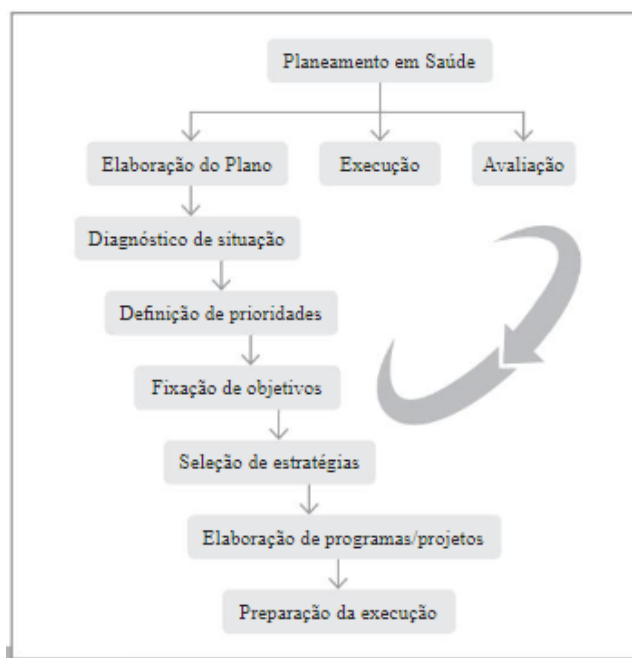 Planeamento em Saúde
Elaboração do Plano
Execução
Avaliação
Diagnóstico de situação
Definição de prioridades
Fixação de objetivos
Seleção de estratégias
Elaboração de programas/projetos
Preparação da execução